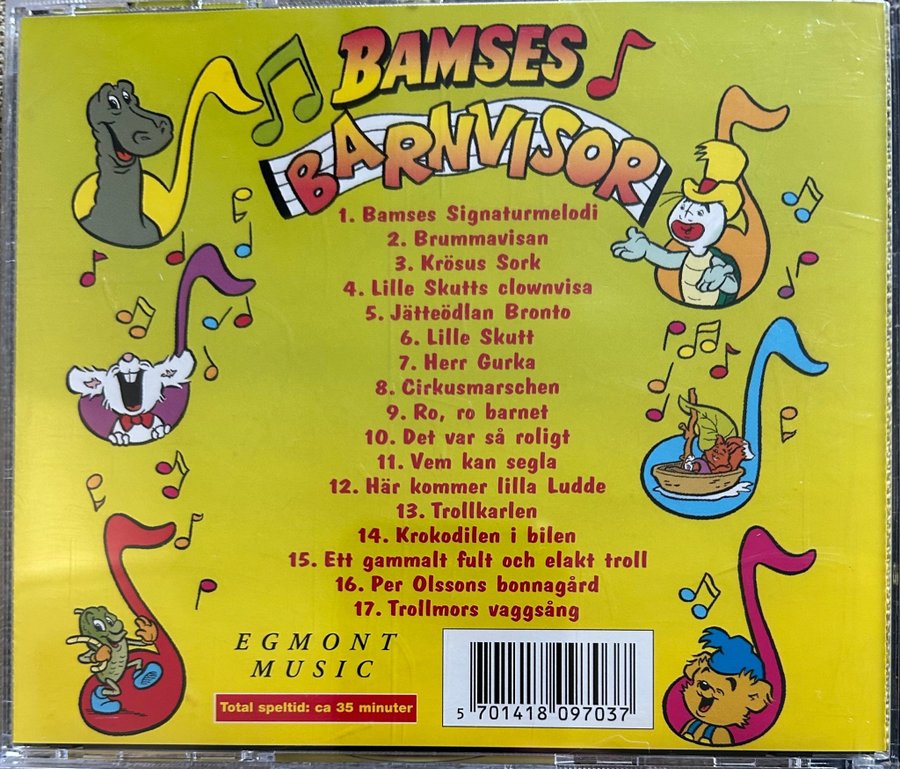 BAMSES
BARNVISOR
1. Bamses Signaturmelodi
2. Brummavisan
3. Krösus Sork
4. Lille Skutts clownvisa
5. Jätteödlan Bronto
6. Lille Skutt
7. Herr Gurka
8. Cirkusmarschen
9. Ro, ro barnet
10. Det var så roligt
11. Vem kan segla
12. Här kommer lilla Ludde
13. Trollkarlen
14. Krokodilen i bilen
15. Ett gammalt fult och elakt troll
16. Per Olssons bonnagård
17. Trollmors vaggsång
EGMONT
MUSIC
Total speltid: ca 35 minuter
5 701418 097037